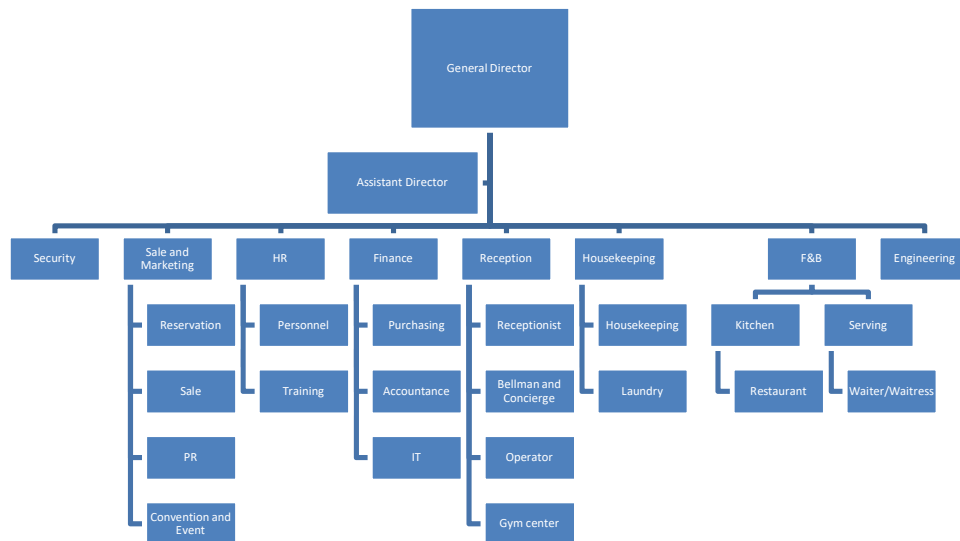 General Director
Assistant Director
Security
Sale and
Marketing
HR
Finance
Reception
Housekeeping
F&B
Engineering
Reservation
Personnel
Purchasing
Receptionist
Housekeeping
Kitchen
Serving
Sale
Training
Accountance
Bellman and
Concierge
Laundry
Restaurant
Waiter/Waitress
PR
IT
Operator
Convention and
Event
Gym center